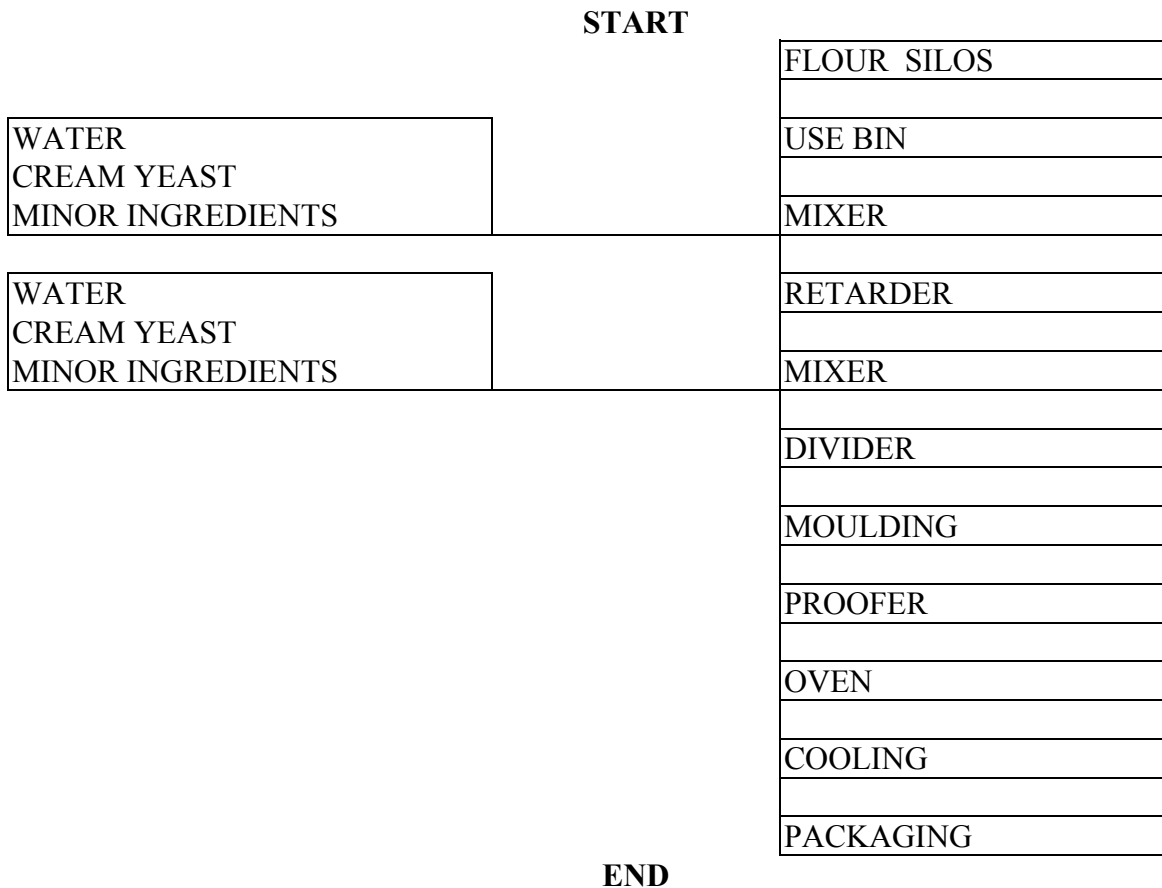 START
FLOUR SILOS
WATER
CREAM YEAST
MINOR INGREDIENTS
USE BIN
MIXER
WATER
CREAM YEAST
MINOR INGREDIENTS
RETARDER
MIXER
DIVIDER
MOULDING
PROOFER
OVEN
COOLING
PACKAGING
END